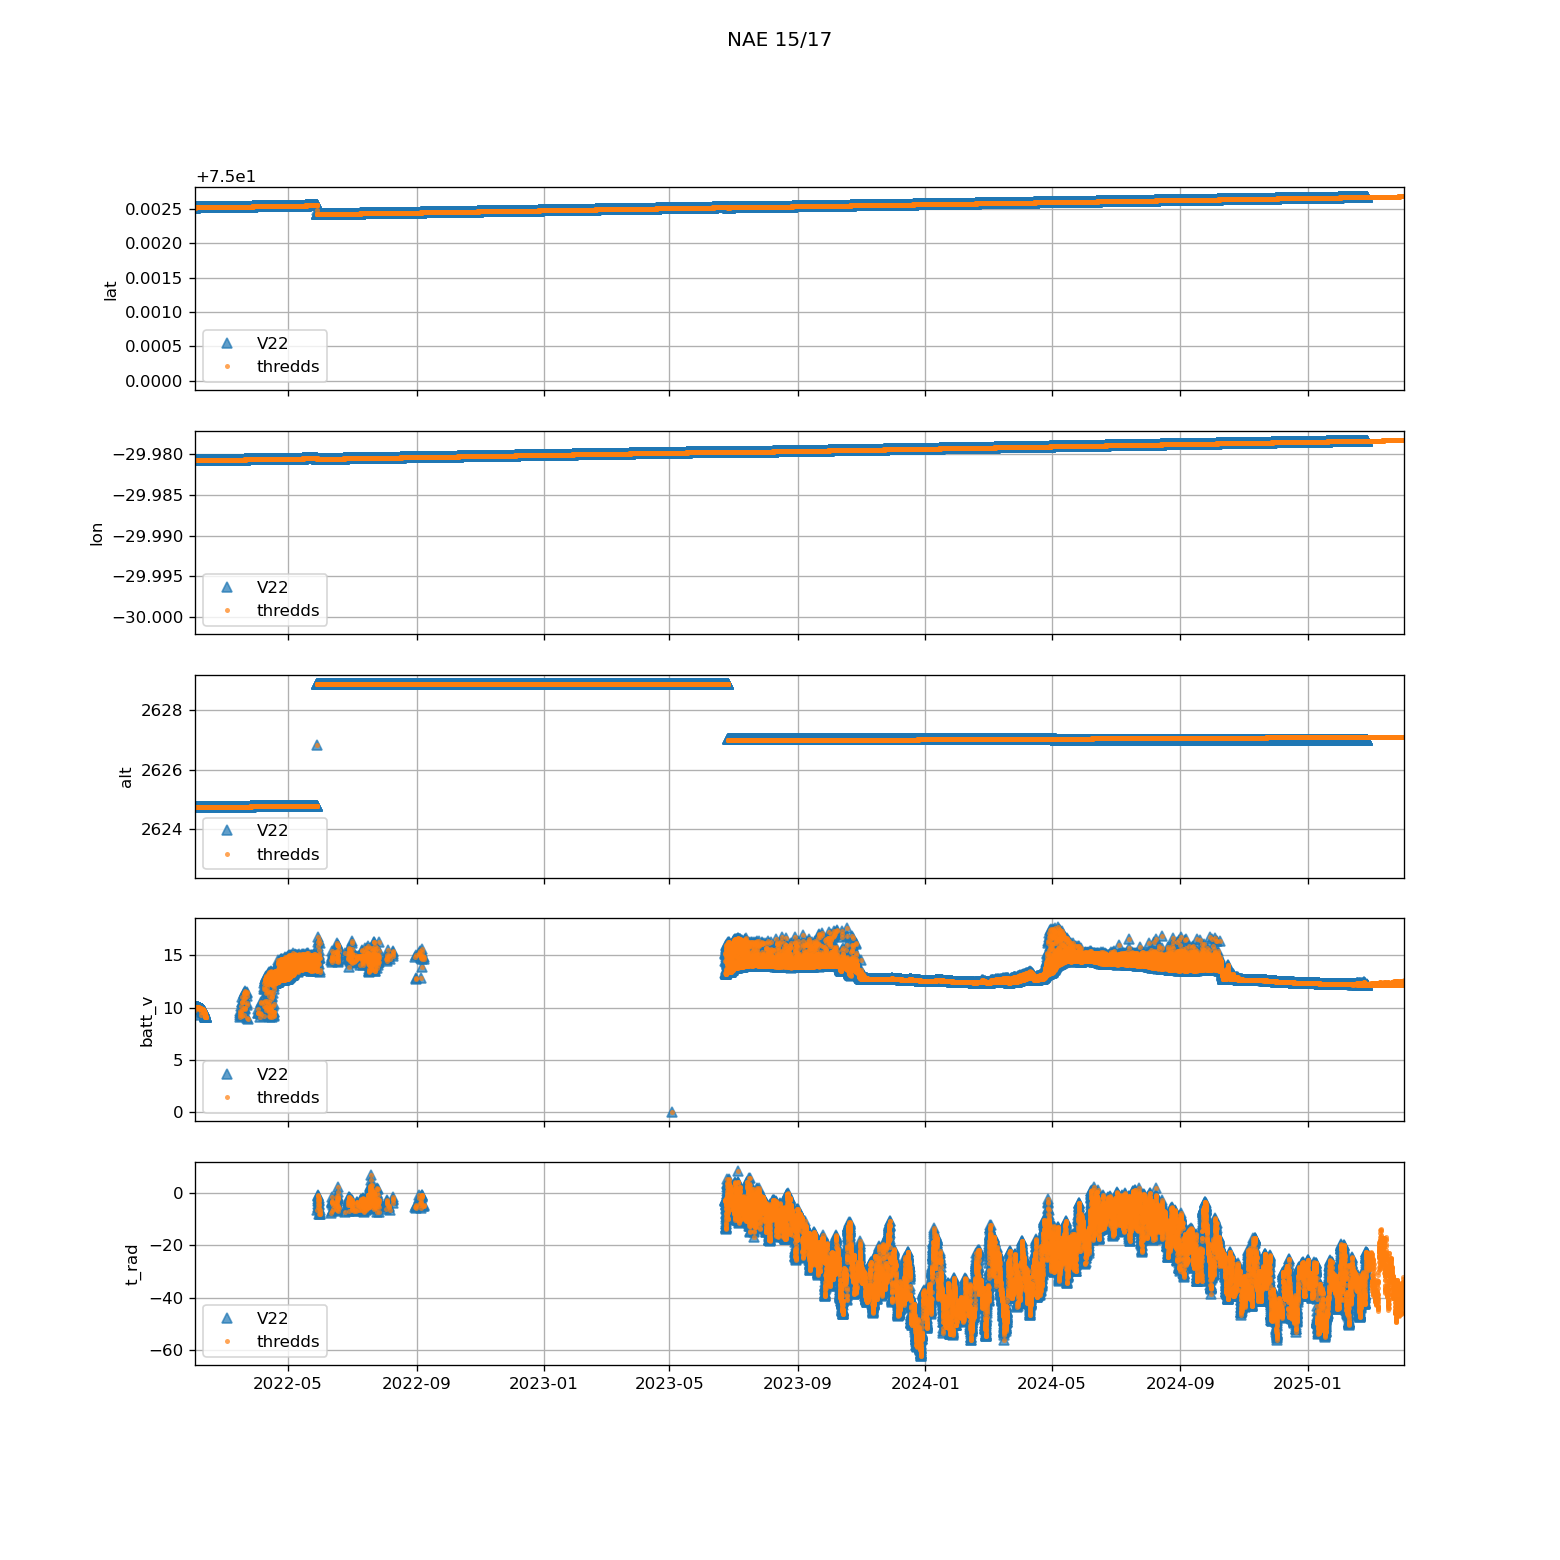 NAE 15/17
+7.5e1
0.0025
0.0020
0.0015
0.0010
0.0005
0.0000
lat
V22
thredds
−29.980
−29.985
−29.990
−29.995
−30.000
lon
V22
thredds
2628
2626
2624
alt
V22
thredds
15
10
5
0
batt_v
V22
thredds
0
−20
−40
−60
t_rad
V22
thredds
2022-05 2022-09 2023-01 2023-05 2023-09 2024-01 2024-05 2024-09 2025-01